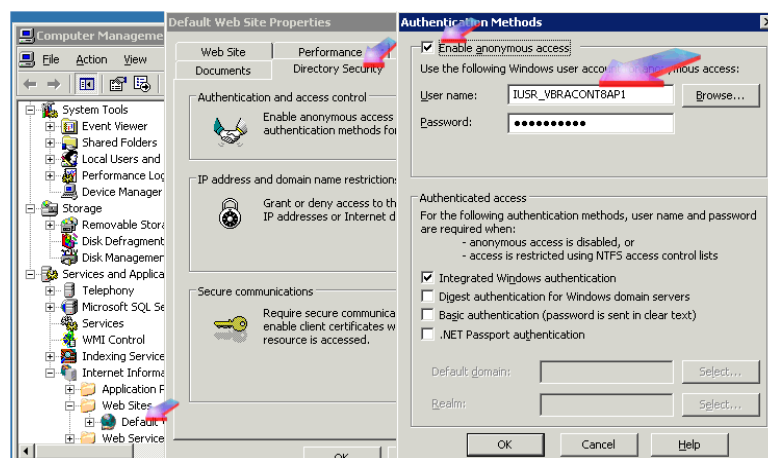 Computer Manageme
File Action View
System Tools
Event Viewer
Shared Folders
Local Users and
Performance Log
Device Manager
Storage
Removable Stora
Disk Defragment
Disk Managemen
Services and Applica
Telephony
Microsoft SQL Se
Services
WMI Control
Indexing Service
Internet Informa
Application P
Web Sites
Default
Web Service
Default Web Site Properties
Web Site Performance
Documents Directory Security
Authentication and access control
Enable anonymous access
authentication methods for
IP address and domain name restriction
Grant or deny access to th
IP addresses or Internet d
Secure communications
Require secure communica
enable client certificates w
resource is accessed.
OK
Authentication Methods
Enable anonymous access
Use the following Windows user account for anonymous access:
User name: IUSR_VBRACONT8AP1 Browse...
Password: ●●●●●●●●●●
Authenticated access
For the following authentication methods, user name and password
are required when:
- anonymous access is disabled, or
- access is restricted using NTFS access control lists
Integrated Windows authentication
Digest authentication for Windows domain servers
Basic authentication (password is sent in clear text)
.NET Passport authentication
Default domain: Select...
Realm: Select...
OK Cancel Help